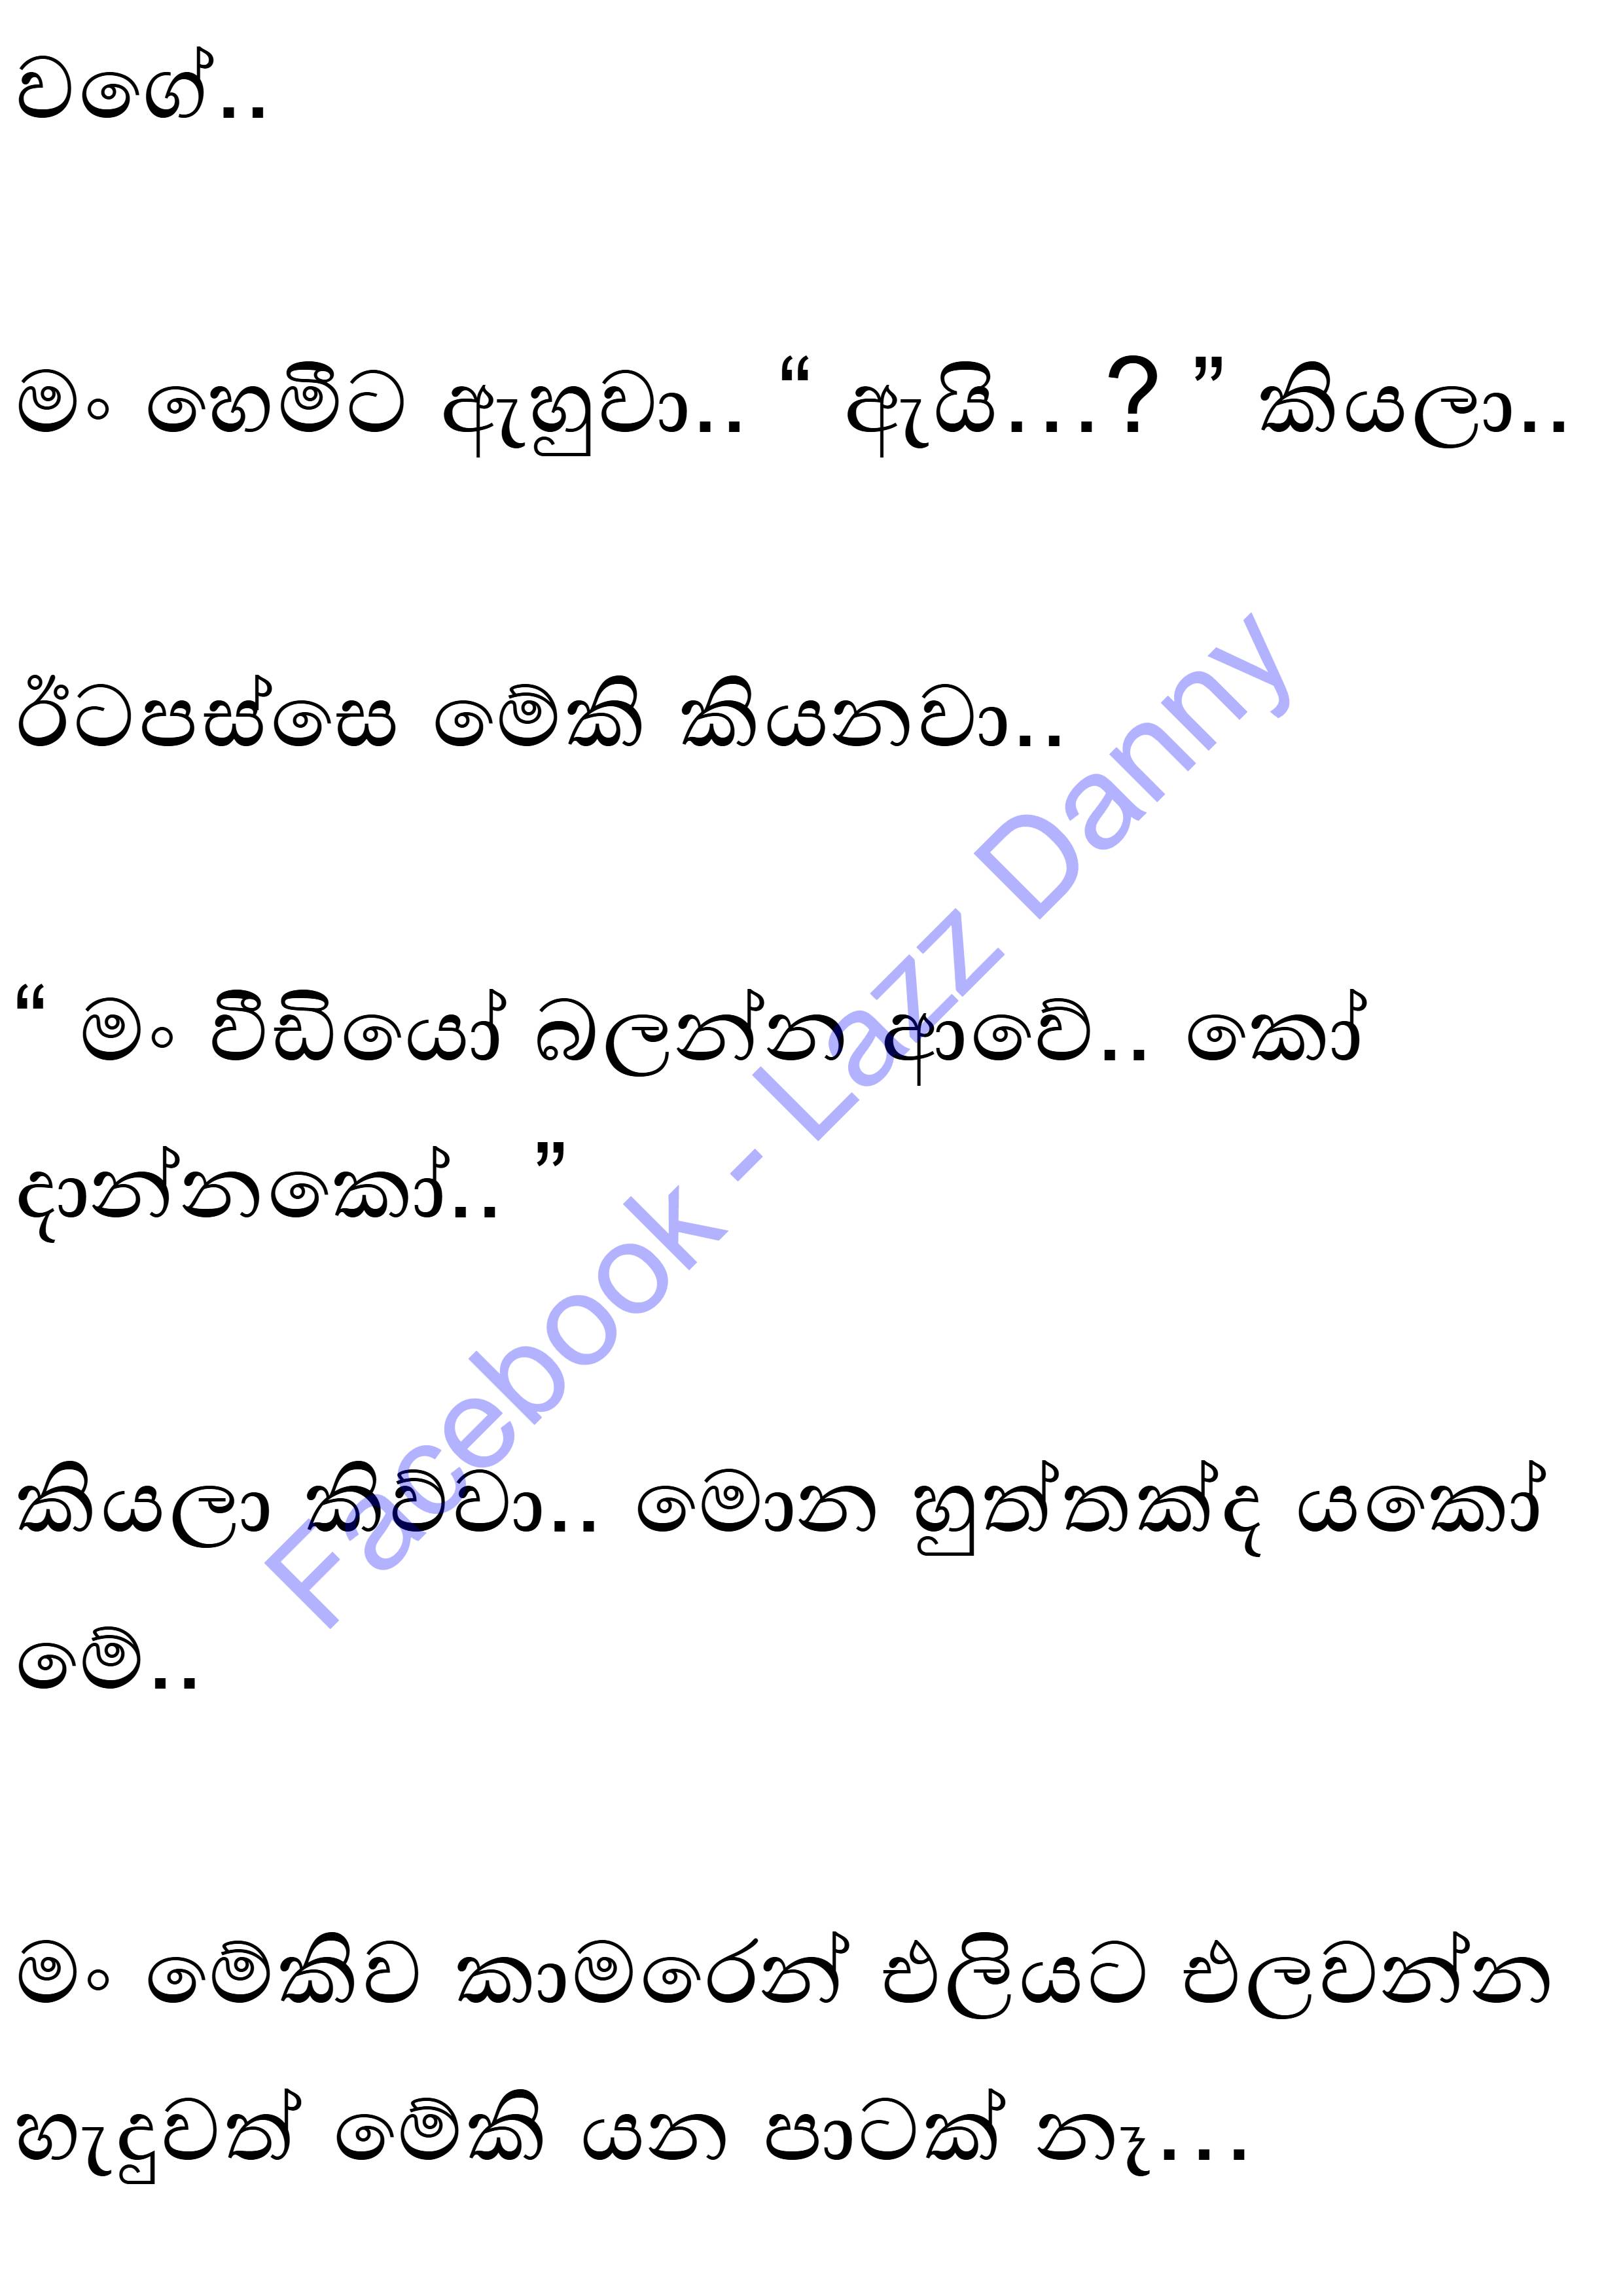 වගේ..
මං හෙමීට ඇහුවා.. “ ඇයි...? ” කියලා..
ඊටපස්සෙ මේකි කියනවා..
“ මං වීඩියෝ බලන්න ආවේ.. කෝ
දාන්නකෝ.. ”
කියලා කිව්වා.. මොන හුත්තක්ද යකෝ
මේ..
මං මේකිව කාමරෙන් එලියට එලවන්න
හැදුවත් මේකි යන පාටක් නෑ...
Facebook - Lazz Danny